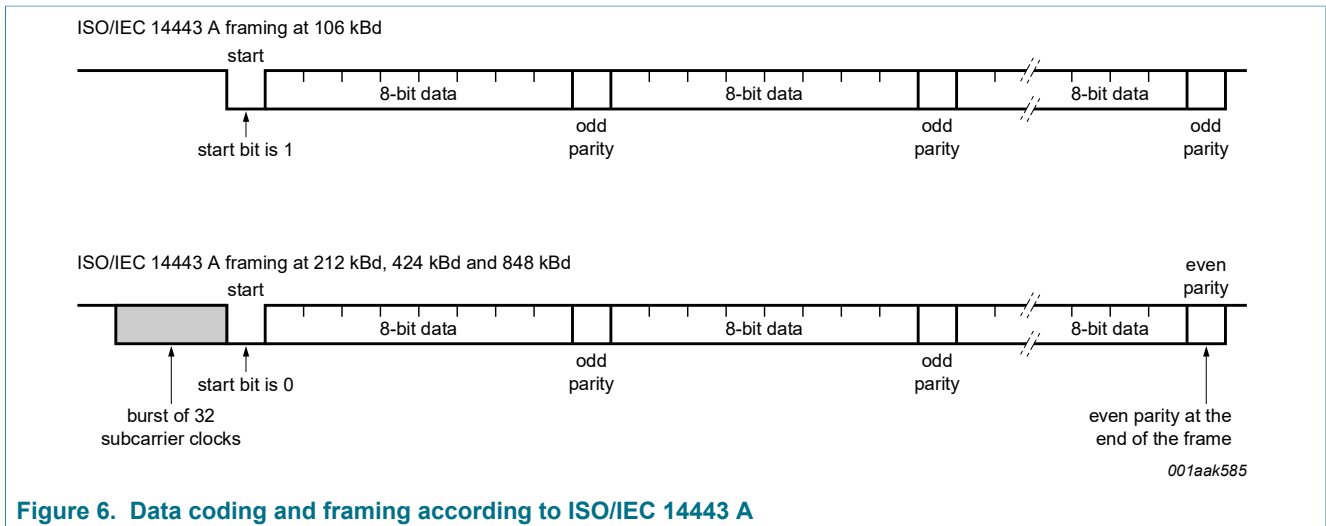 ISO/IEC 14443 A framing at 106 kBd
start
8-bit data
8-bit data
8-bit data
start bit is 1
odd
parity
odd
parity
odd
parity
ISO/IEC 14443 A framing at 212 kBd, 424 kBd and 848 kBd
start
even
parity
8-bit data
8-bit data
8-bit data
start bit is 0
odd
parity
odd
parity
burst of 32
subcarrier clocks
even parity at the
end of the frame
001aak585
Figure 6. Data coding and framing according to ISO/IEC 14443 A